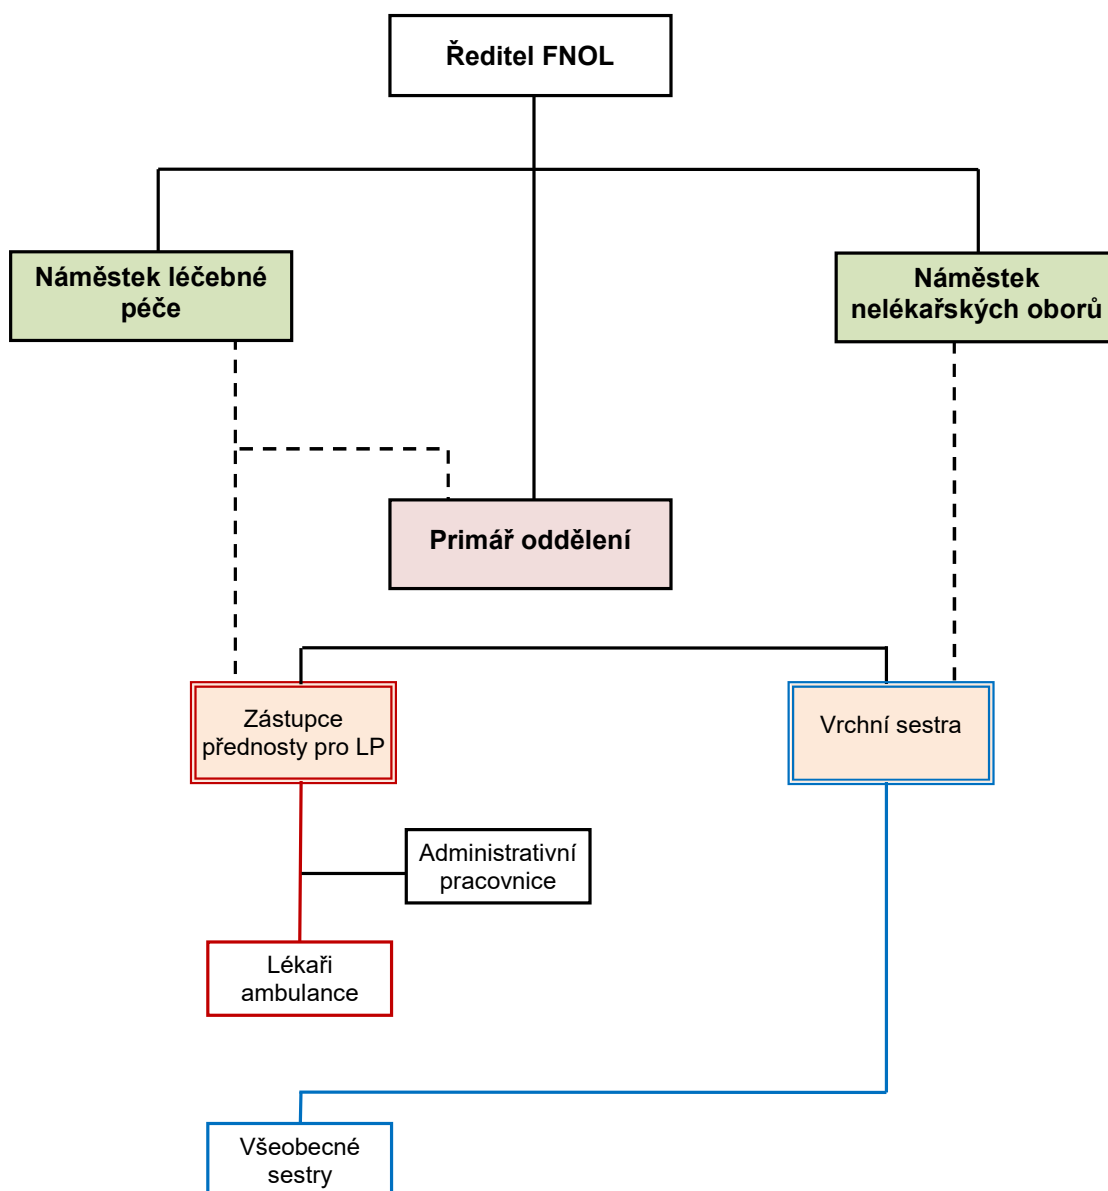 Ředitel FNOL
Náměstek léčebné
péče
Náměstek
nelékařských oborů
Primář oddělení
Zástupce
přednosty pro LP
Vrchní sestra
Administrativní
pracovnice
Lékaři
ambulance
Všeobecné
sestry